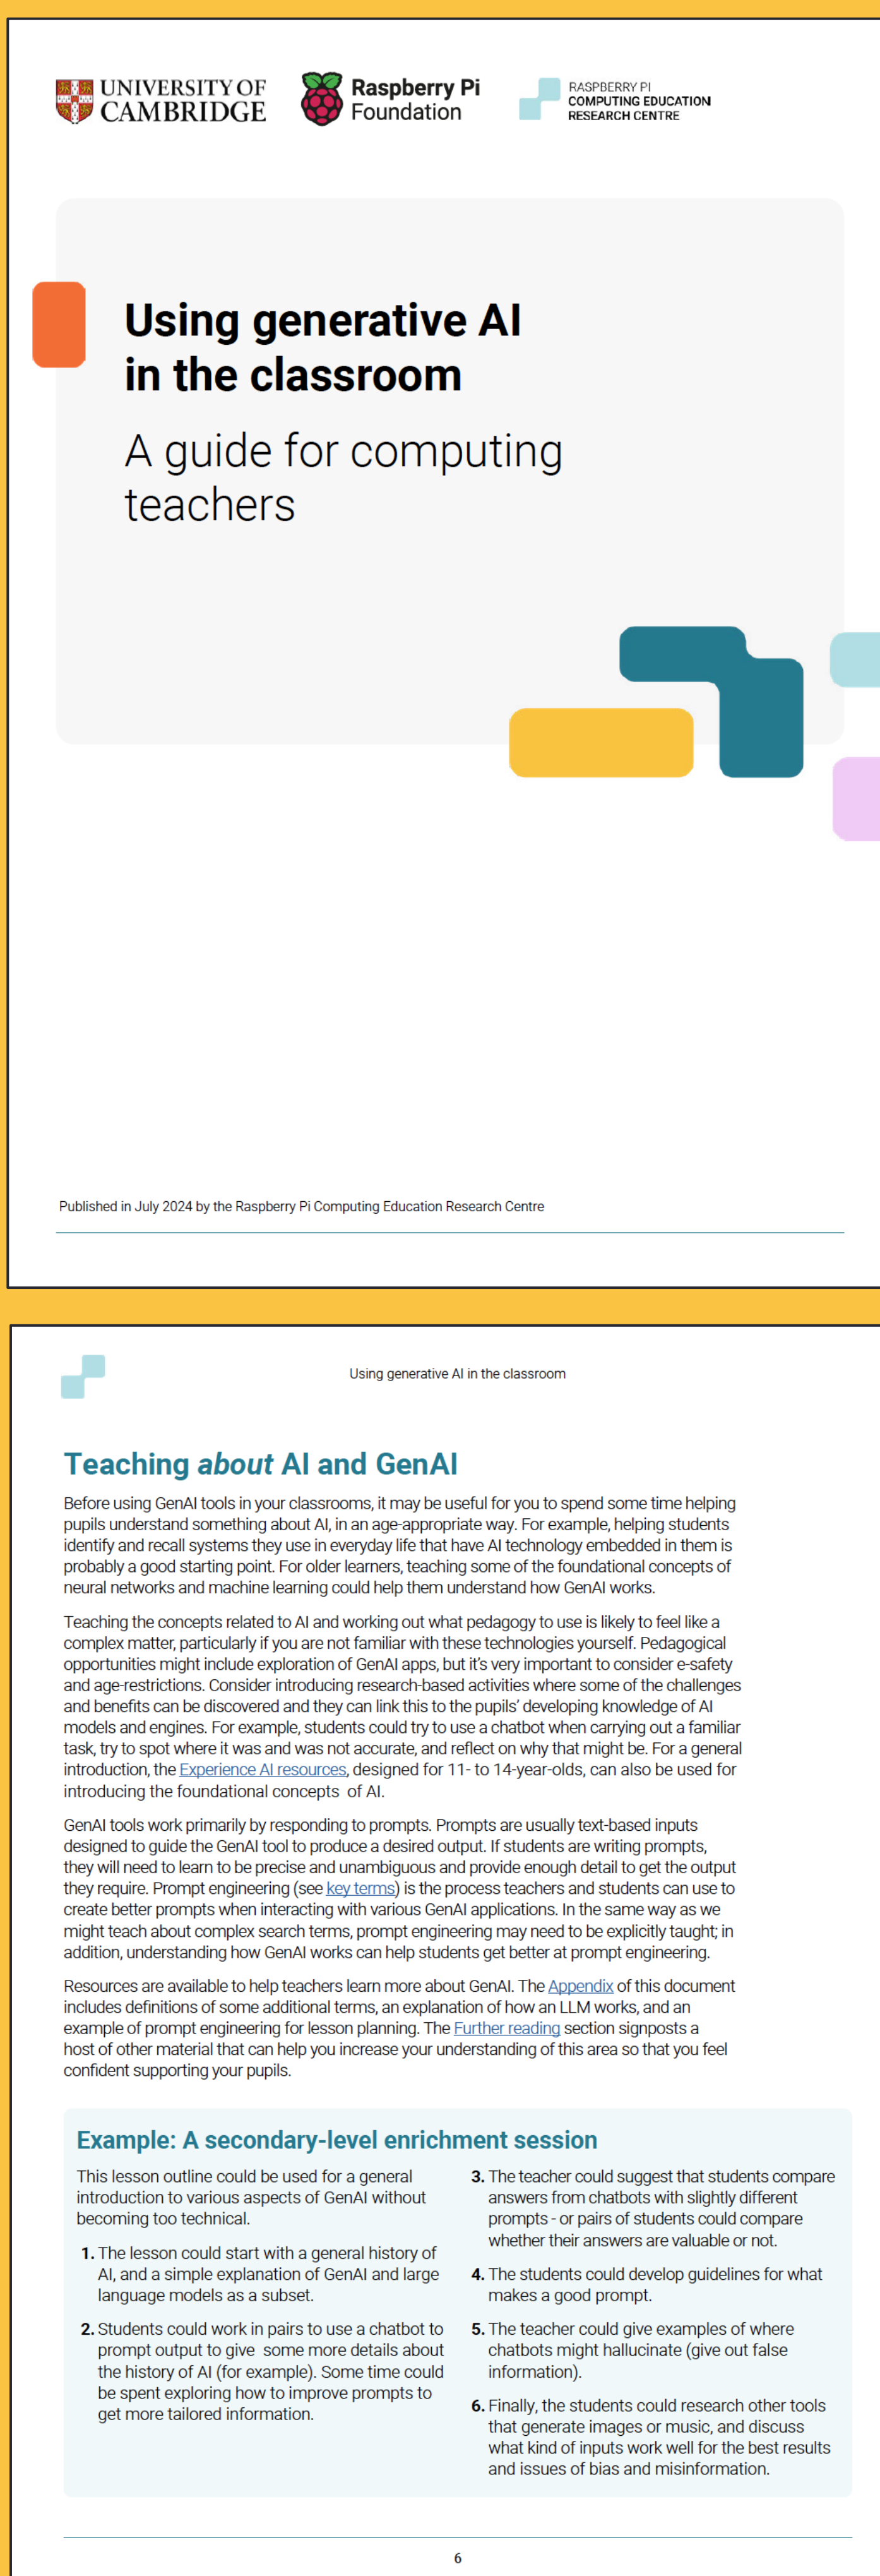 UNIVERSITY OF
CAMBRIDGE
Raspberry Pi
Foundation
RASPBERRY PI
COMPUTING EDUCATION
RESEARCH CENTRE
Using generative AI
in the classroom
A guide for computing
teachers
Published in July 2024 by the Raspberry Pi Computing Education Research Centre
Using generative AI in the classroom
Teaching about AI and GenAI
Before using GenAI tools in your classrooms, it may be useful for you to spend some time helping
pupils understand something about AI, in an age-appropriate way. For example, helping students
identify and recall systems they use in everyday life that have AI technology embedded in them is
probably a good starting point. For older learners, teaching some of the foundational concepts of
neural networks and machine learning could help them understand how GenAI works.
Teaching the concepts related to AI and working out what pedagogy to use is likely to feel like a
complex matter, particularly if you are not familiar with these technologies yourself. Pedagogical
opportunities might include exploration of GenAI apps, but it's very important to consider e-safety
and age-restrictions. Consider introducing research-based activities where some of the challenges
and benefits can be discovered and they can link this to the pupils' developing knowledge of AI
models and engines. For example, students could try to use a chatbot when carrying out a familiar
task, try to spot where it was and was not accurate, and reflect on why that might be. For a general
introduction, the Experience AI resources, designed for 11- to 14-year-olds, can also be used for
introducing the foundational concepts of AI.
GenAI tools work primarily by responding to prompts. Prompts are usually text-based inputs
designed to guide the GenAI tool to produce a desired output. If students are writing prompts,
they will need to learn to be precise and unambiguous and provide enough detail to get the output
they require. Prompt engineering (see key terms) is the process teachers and students can use to
create better prompts when interacting with various GenAI applications. In the same way as we
might teach about complex search terms, prompt engineering may need to be explicitly taught; in
addition, understanding how GenAI works can help students get better at prompt engineering.
Resources are available to help teachers learn more about GenAI. The Appendix of this document
includes definitions of some additional terms, an explanation of how an LLM works, and an
example of prompt engineering for lesson planning. The Further reading section signposts a
host of other material that can help you increase your understanding of this area so that you feel
confident supporting your pupils.
Example: A secondary-level enrichment session
This lesson outline could be used for a general
introduction to various aspects of GenAI without
becoming too technical.
1. The lesson could start with a general history of
AI, and a simple explanation of GenAI and large
language models as a subset.
2. Students could work in pairs to use a chatbot to
prompt output to give some more details about
the history of AI (for example). Some time could
be spent exploring how to improve prompts to
get more tailored information.
3. The teacher could suggest that students compare
answers from chatbots with slightly different
prompts - or pairs of students could compare
whether their answers are valuable or not.
4. The students could develop guidelines for what
makes a good prompt.
5. The teacher could give examples of where
chatbots might hallucinate (give out false
information).
6. Finally, the students could research other tools
that generate images or music, and discuss
what kind of inputs work well for the best results
and issues of bias and misinformation.
6